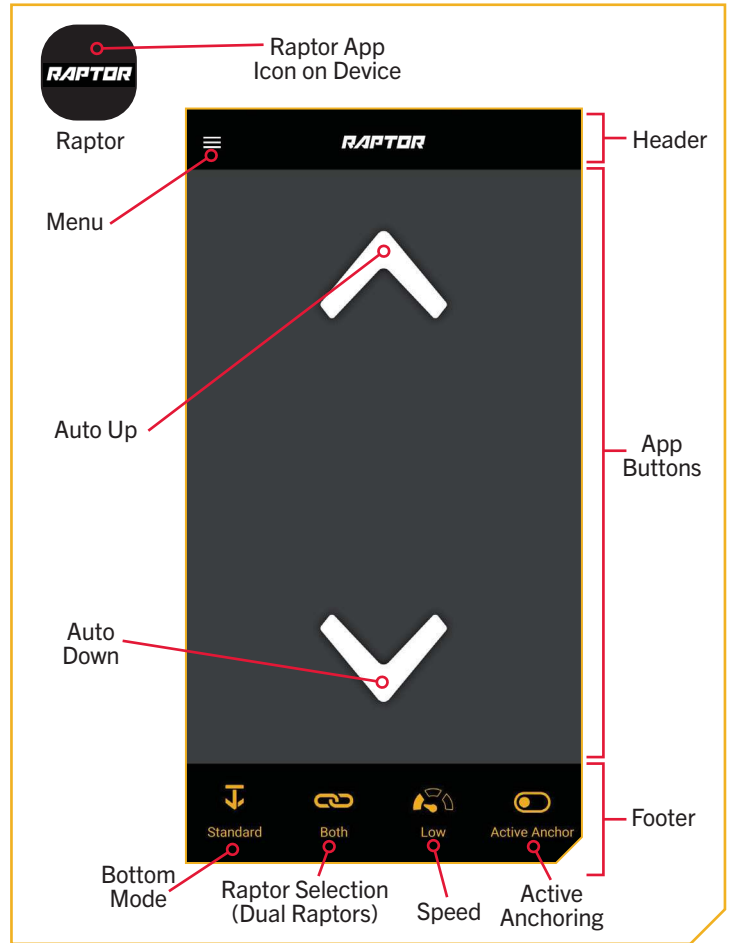 RAPTOR
Raptor App
Icon on Device
Raptor
RAPTOR
Header
Menu
Auto Up
App
Buttons
Auto
Down
Standard
Both
Low
Active Anchor
Footer
Bottom
Mode
Raptor Selection
(Dual Raptors)
Speed
Active
Anchoring